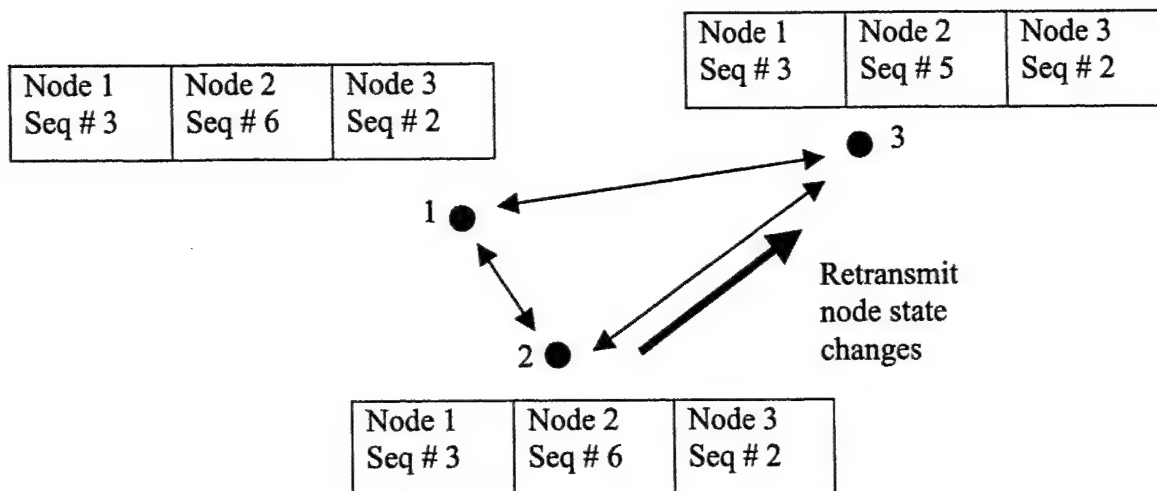 Node 1 Node 2 Node 3
Seq # 3 Seq # 5 Seq # 2
Node 1 Node 2 Node 3
Seq # 3 Seq # 6 Seq # 2
3
1
Retransmit
node state
changes
2
Node 1 Node 2 Node 3
Seq # 3 Seq # 6 Seq # 2